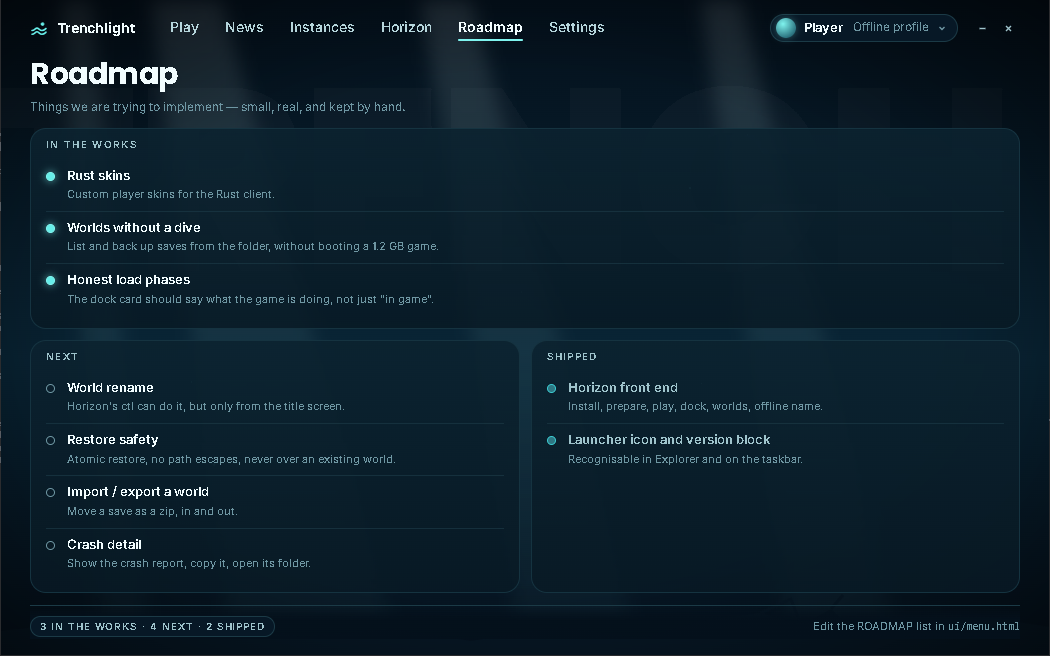 Trenchlight Play News Instances Horizon Roadmap Settings Player Offline profile
Roadmap
Things we are trying to implement — small, real, and kept by hand.
IN THE WORKS
Rust skins
Custom player skins for the Rust client.
Worlds without a dive
List and back up saves from the folder, without booting a 1.2 GB game.
Honest load phases
The dock card should say what the game is doing, not just "in game".
NEXT
World rename
Horizon's ctl can do it, but only from the title screen.
Restore safety
Atomic restore, no path escapes, never over an existing world.
Import / export a world
Move a save as a zip, in and out.
Crash detail
Show the crash report, copy it, open its folder.
SHIPPED
Horizon front end
Install, prepare, play, dock, worlds, offline name.
Launcher icon and version block
Recognisable in Explorer and on the taskbar.
3 IN THE WORKS · 4 NEXT · 2 SHIPPED
Edit the ROADMAP list in ui/menu.html